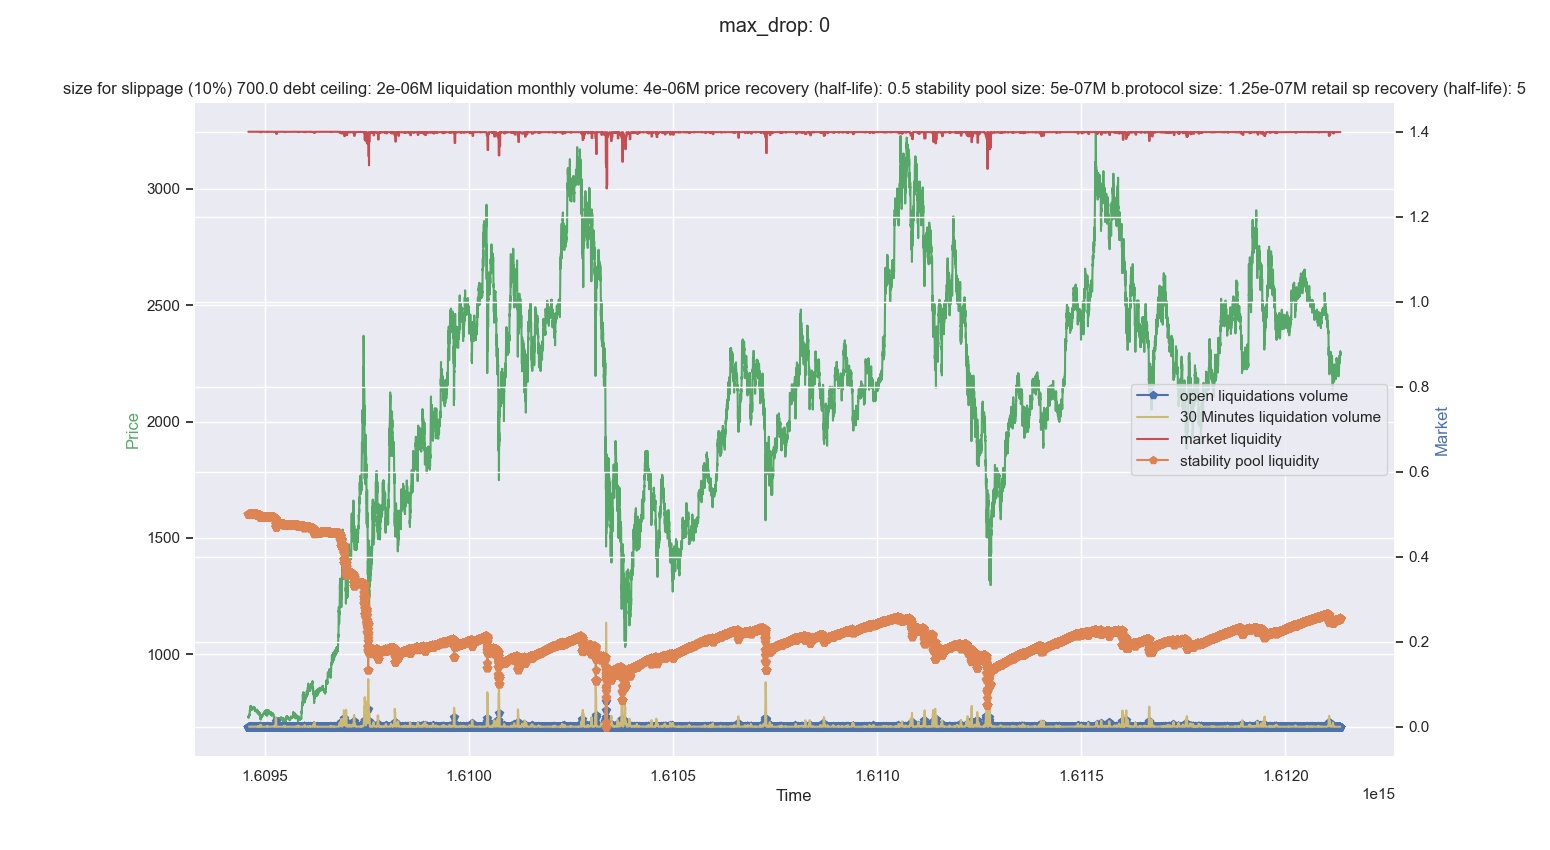 max_drop: 0
size for slippage (10%) 700.0 debt ceiling: 2e-06M liquidation monthly volume: 4e-06M price recovery (half-life): 0.5 stability pool size: 5e-07M b.protocol size: 1.25e-07M retail sp recovery (half-life): 5
3000
2500
2000
1500
1000
Price
1.4
1.2
1.0
0.8
0.6
0.4
0.2
0.0
Market
open liquidations volume
30 Minutes liquidation volume
market liquidity
stability pool liquidity
1.6095 1.6100 1.6105 1.6110 1.6115 1.6120
1e15
Time